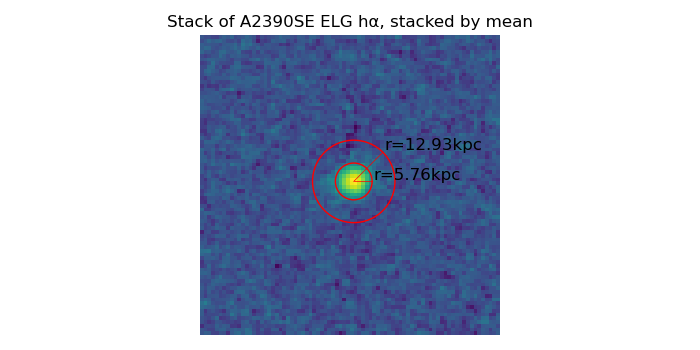 Stack of A2390SE ELG hα, stacked by mean
r=12.93kpc
r=5.76kpc